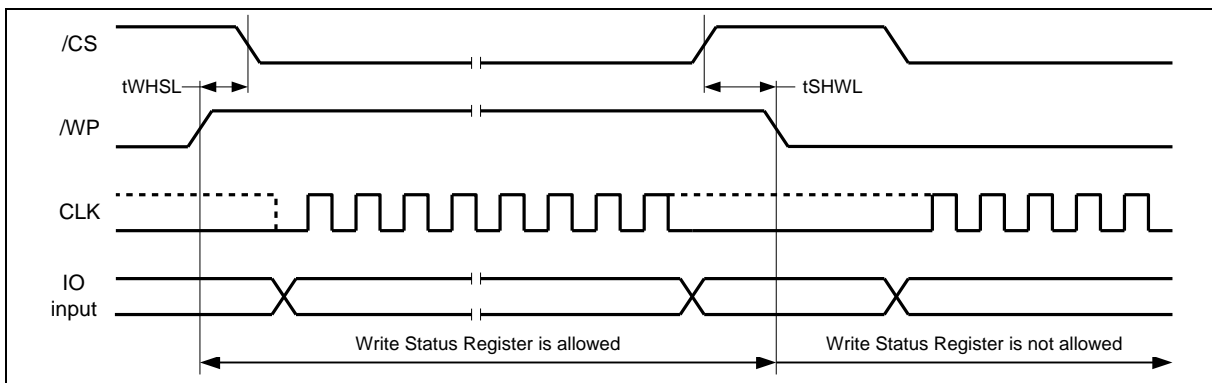 /CS
tWHSL
tSHWL
/WP
CLK
IO
input
Write Status Register is allowed
Write Status Register is not allowed